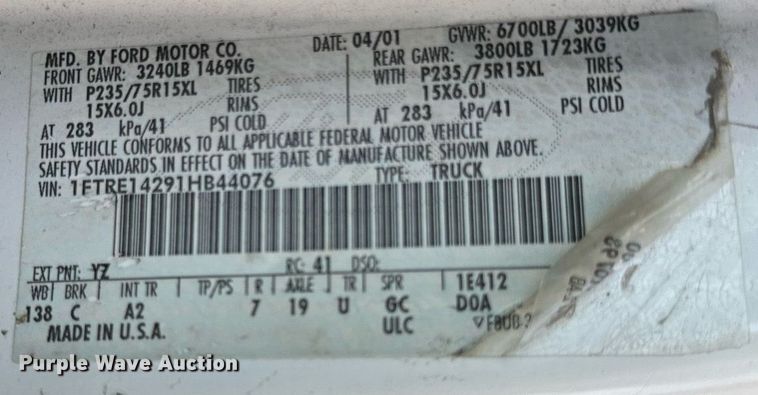 MFD. BY FORD MOTOR CO. DATE: 04/01 GVWR: 6700LB/ 3039KG
FRONT GAWR: 3240LB 1469KG REAR GAWR: 3800LB 1723KG
WITH P235/75R15XL TIRES WITH P235/75R15XL TIRES
15X6.0J RIMS 15X6.0J RIMS
AT 283 kPa/41 PSI COLD AT 283 kPa/41 PSI COLD
THIS VEHICLE CONFORMS TO ALL APPLICABLE FEDERAL MOTOR VEHICLE
SAFETY STANDARDS IN EFFECT ON THE DATE OF MANUFACTURE SHOWN ABOVE.
VIN: 1FTRE14291HB44076 TYPE: TRUCK
EXT PNT: YZ RC: 41 DSO:
WB BRK INT TR TP/PS R AXLE TR SPR 1E412
138 C A2 7 19 U GC DOA
ULC
MADE IN U.S.A.
Purple Wave Auction